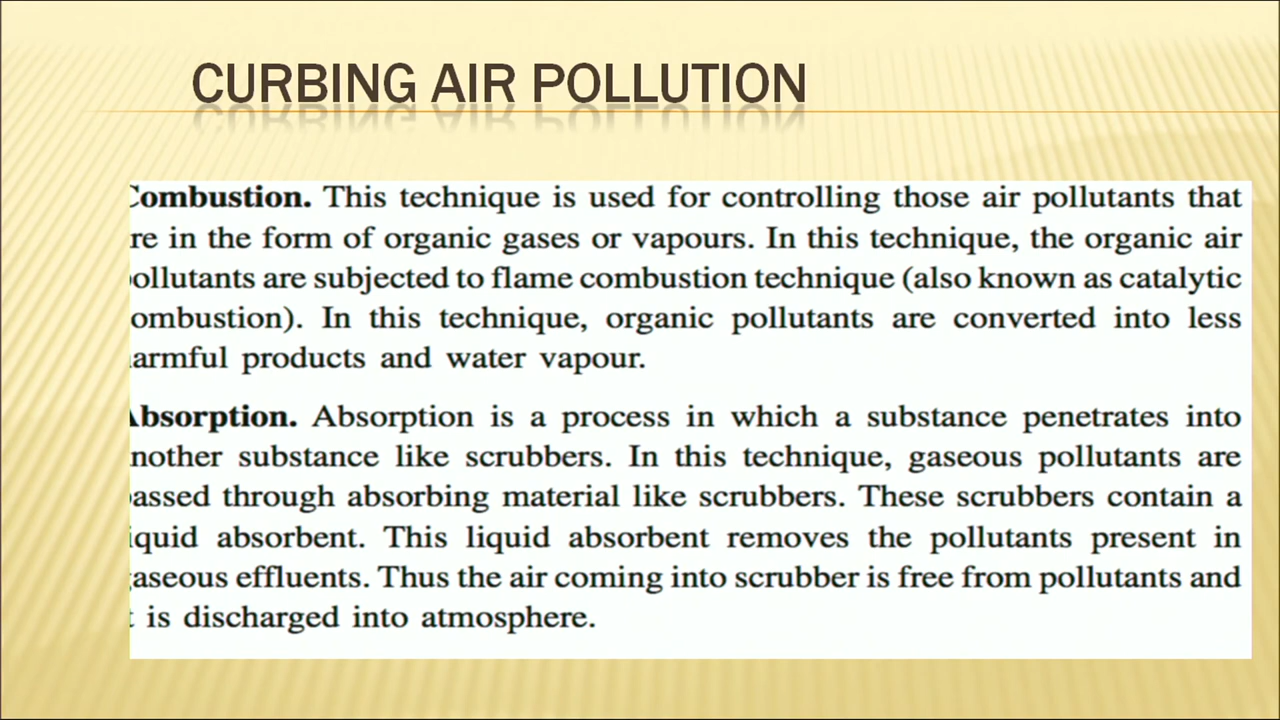 CURBING AIR POLLUTION
Combustion. This technique is used for controlling those air pollutants that
re in the form of organic gases or vapours. In this technique, the organic air
ollutants are subjected to flame combustion technique (also known as catalytic
ombustion). In this technique, organic pollutants are converted into less
armful products and water vapour.
Absorption. Absorption is a process in which a substance penetrates into
nother substance like scrubbers. In this technique, gaseous pollutants are
assed through absorbing material like scrubbers. These scrubbers contain a
iquid absorbent. This liquid absorbent removes the pollutants present in
gaseous effluents. Thus the air coming into scrubber is free from pollutants and
t is discharged into atmosphere.